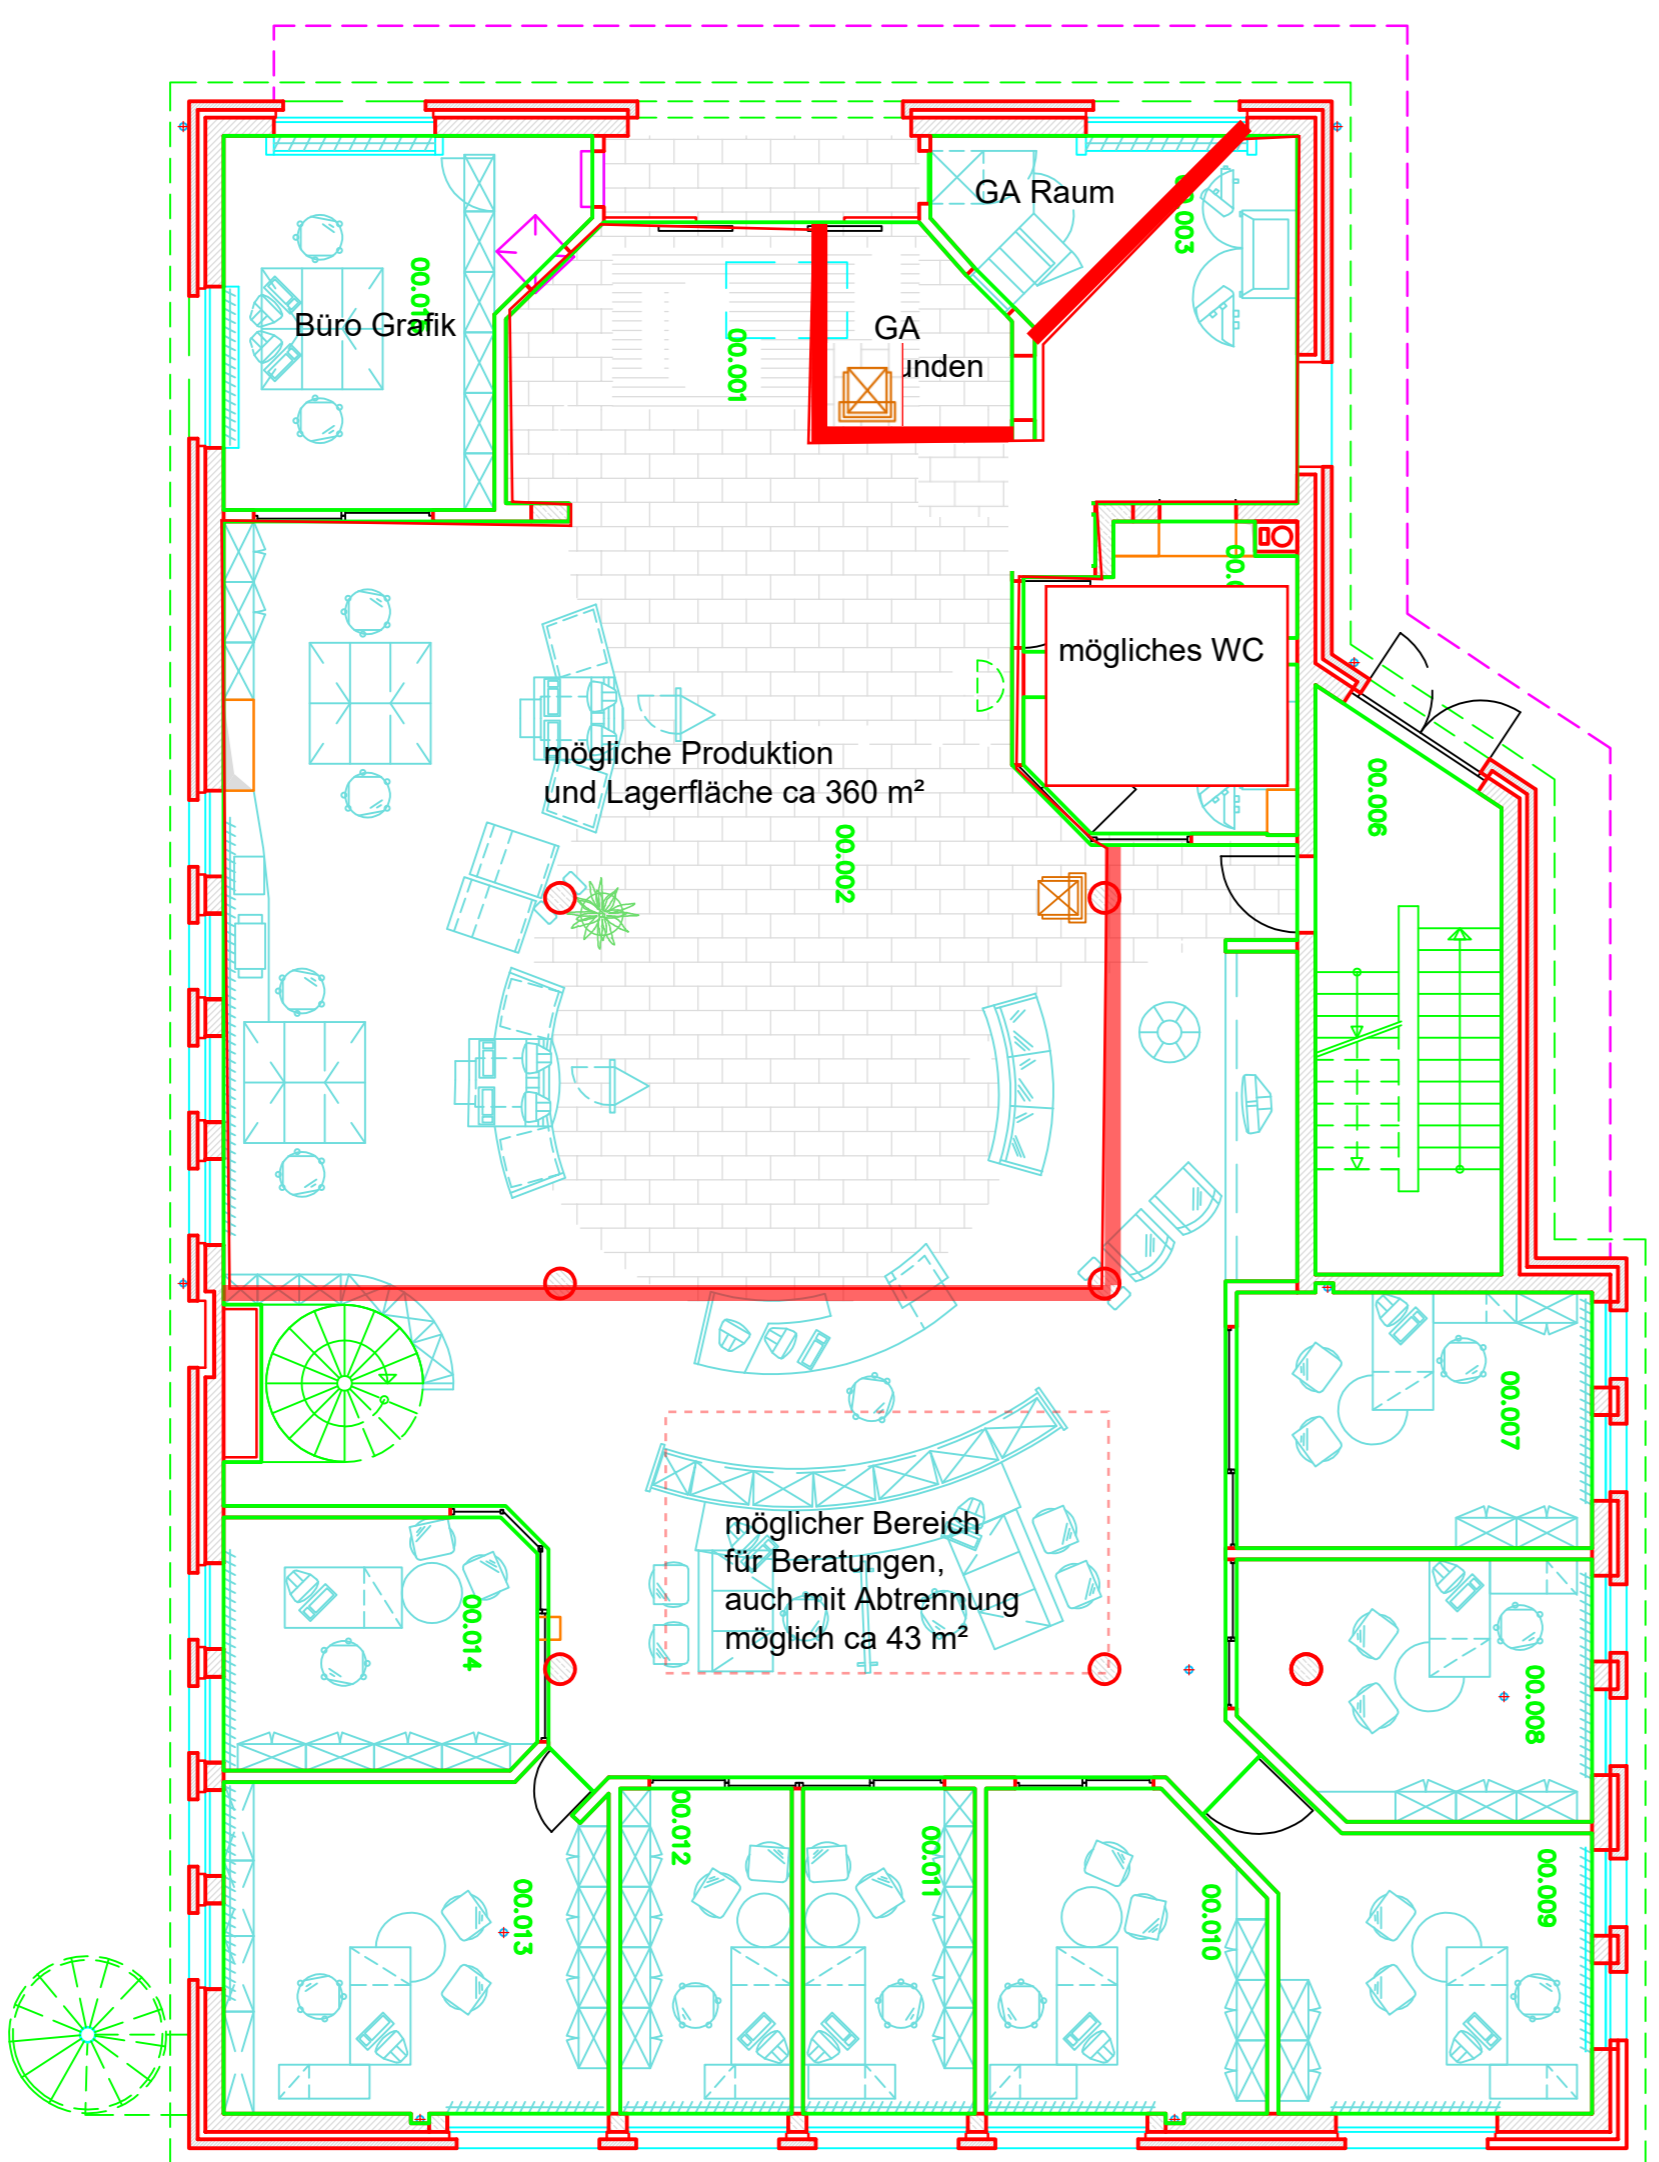 GA Raum
00.003
Büro Grafik
GA
unden
00.001
mögliches WC
mögliche Produktion
und Lagerfläche ca 360 m²
00.006
00.002
00.007
möglicher Bereich
für Beratungen,
auch mit Abtrennung
möglich ca 43 m²
00.014
00.008
00.012
00.011
00.009
00.013
00.010